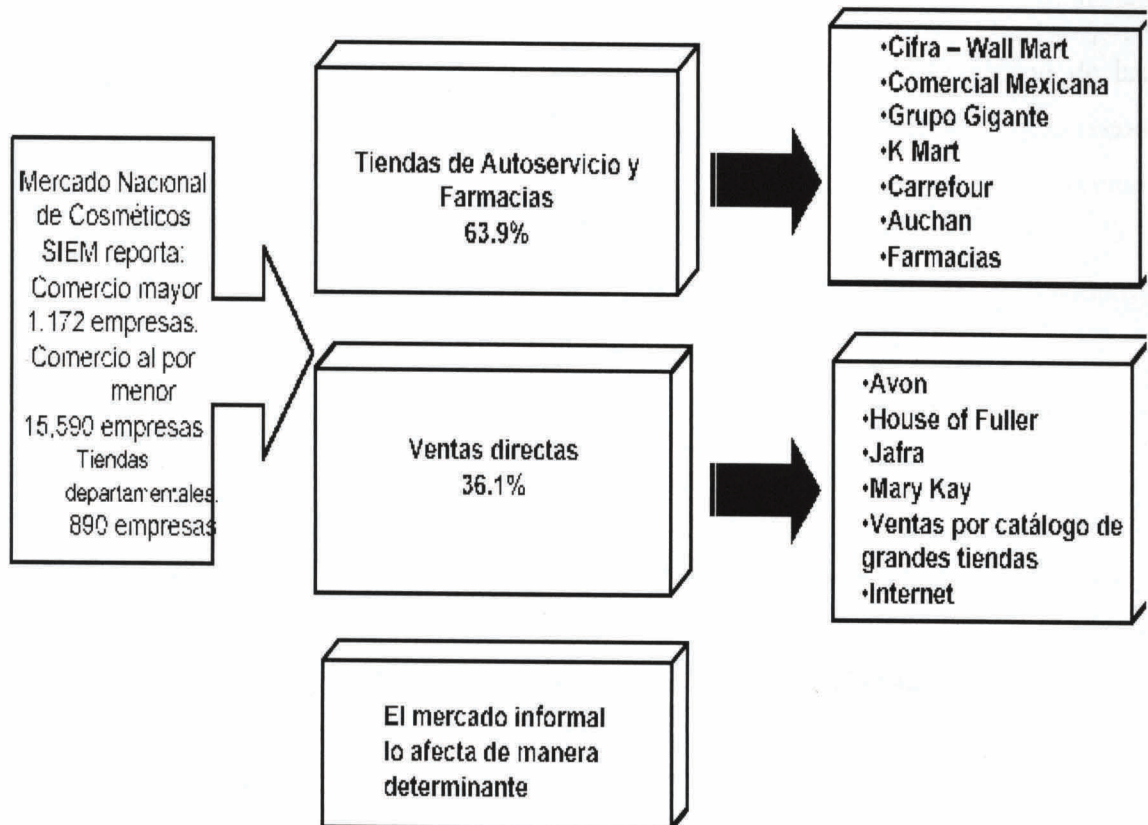 Mercado Nacional
de Cosméticos
SIEM reporta:
Comercio mayor
1.172 empresas.
Comercio al por
menor
15,590 empresas
Tiendas
departamentales.
890 empresas
Tiendas de Autoservicio y
Farmacias
63.9%
•Cifra – Wall Mart
•Comercial Mexicana
•Grupo Gigante
•K Mart
•Carrefour
•Auchan
•Farmacias
Ventas directas
36.1%
•Avon
•House of Fuller
•Jafra
•Mary Kay
•Ventas por catálogo de
grandes tiendas
•Internet
El mercado informal
lo afecta de manera
determinante